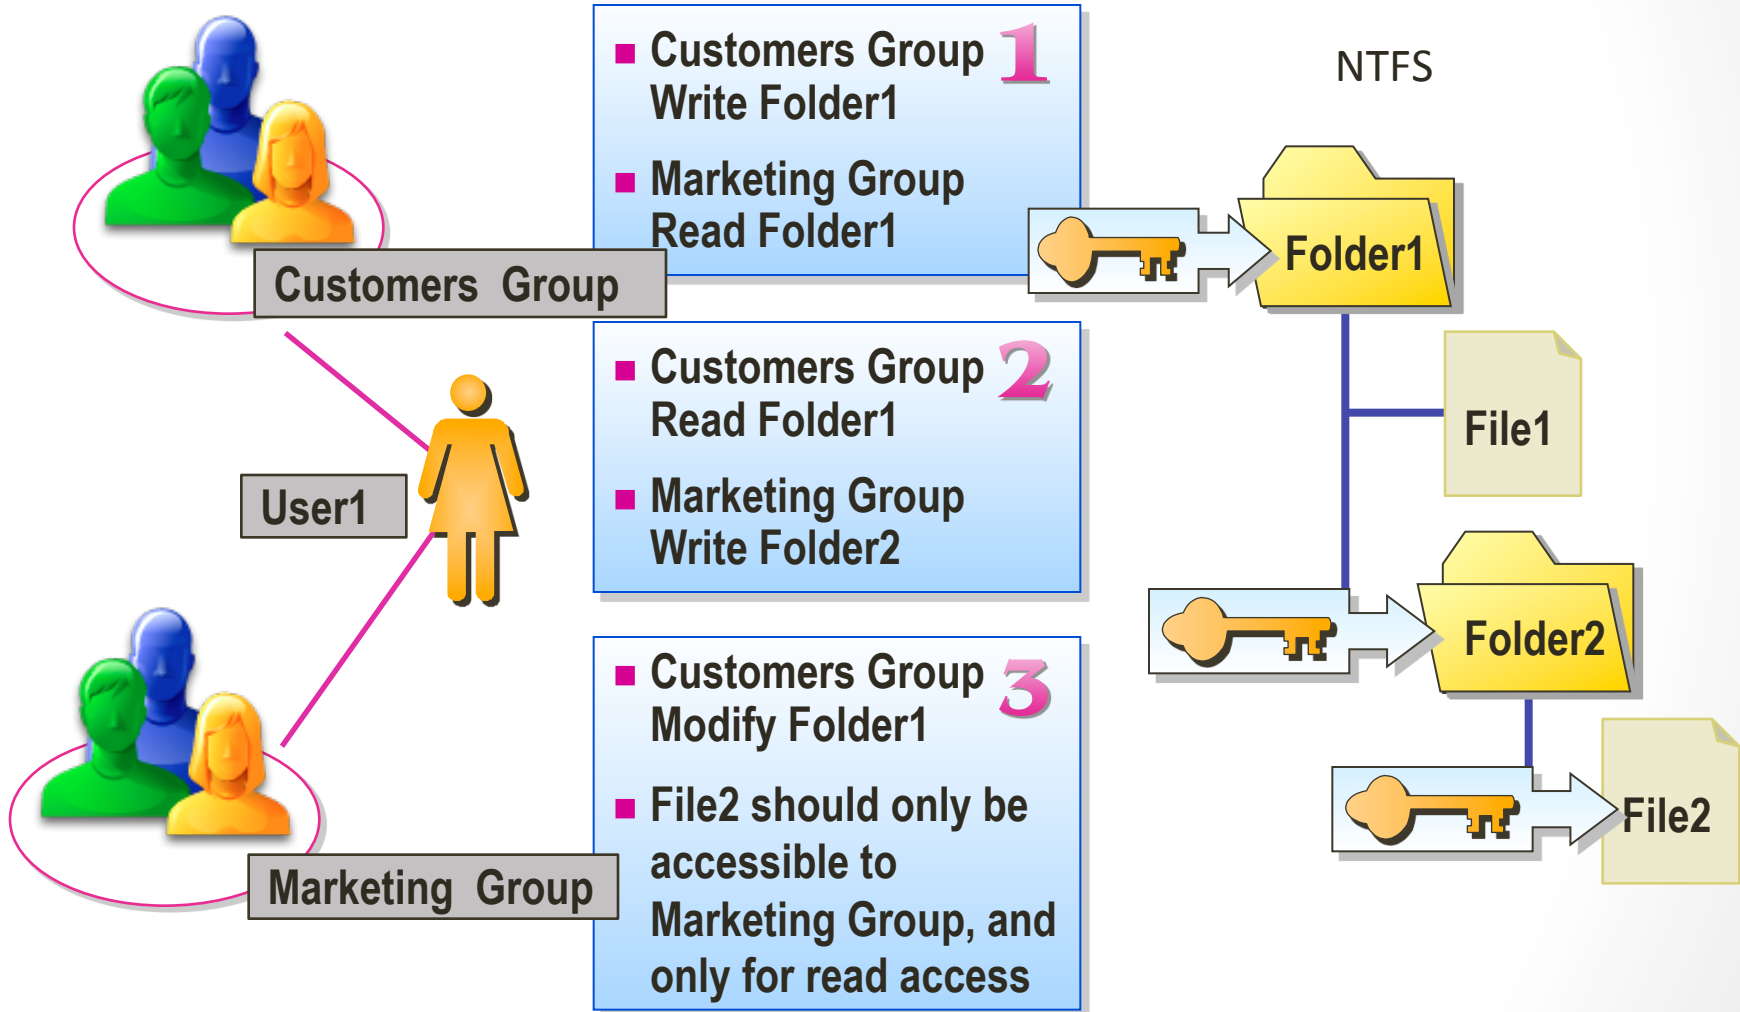 Customers Group
Write Folder1
1
Marketing Group
Read Folder1
Customers Group
Customers Group
Read Folder1
2
Marketing Group
Write Folder2
User1
Customers Group
Modify Folder1
3
File2 should only be
accessible to
Marketing Group, and
only for read access
Marketing Group
NTFS
Folder1
File1
Folder2
File2